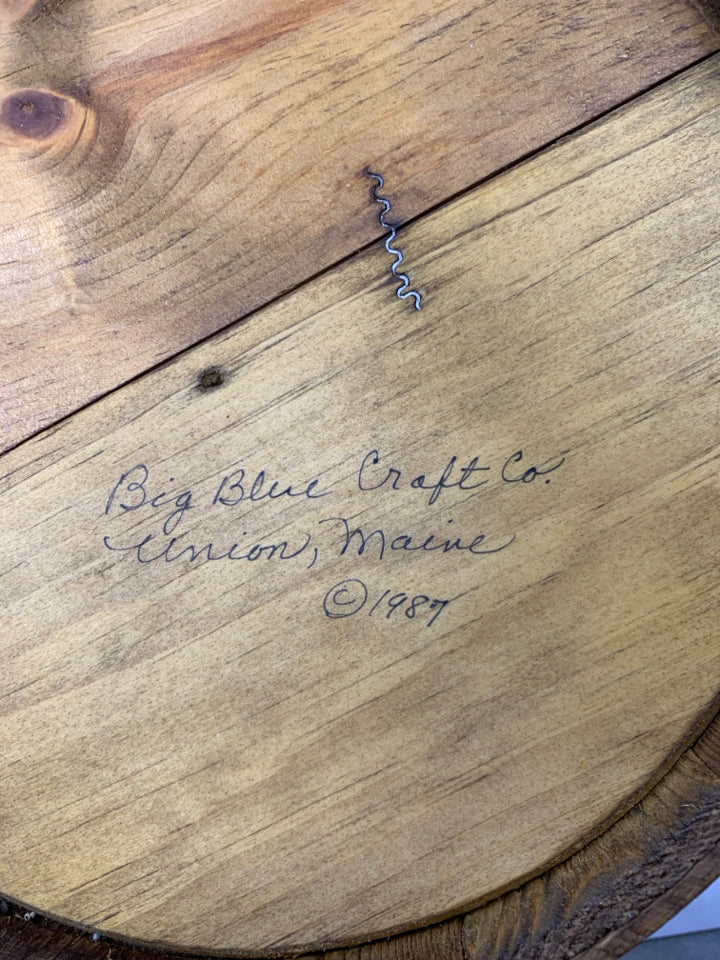 Big Blue Craft Co.
Union, Maine
©1987